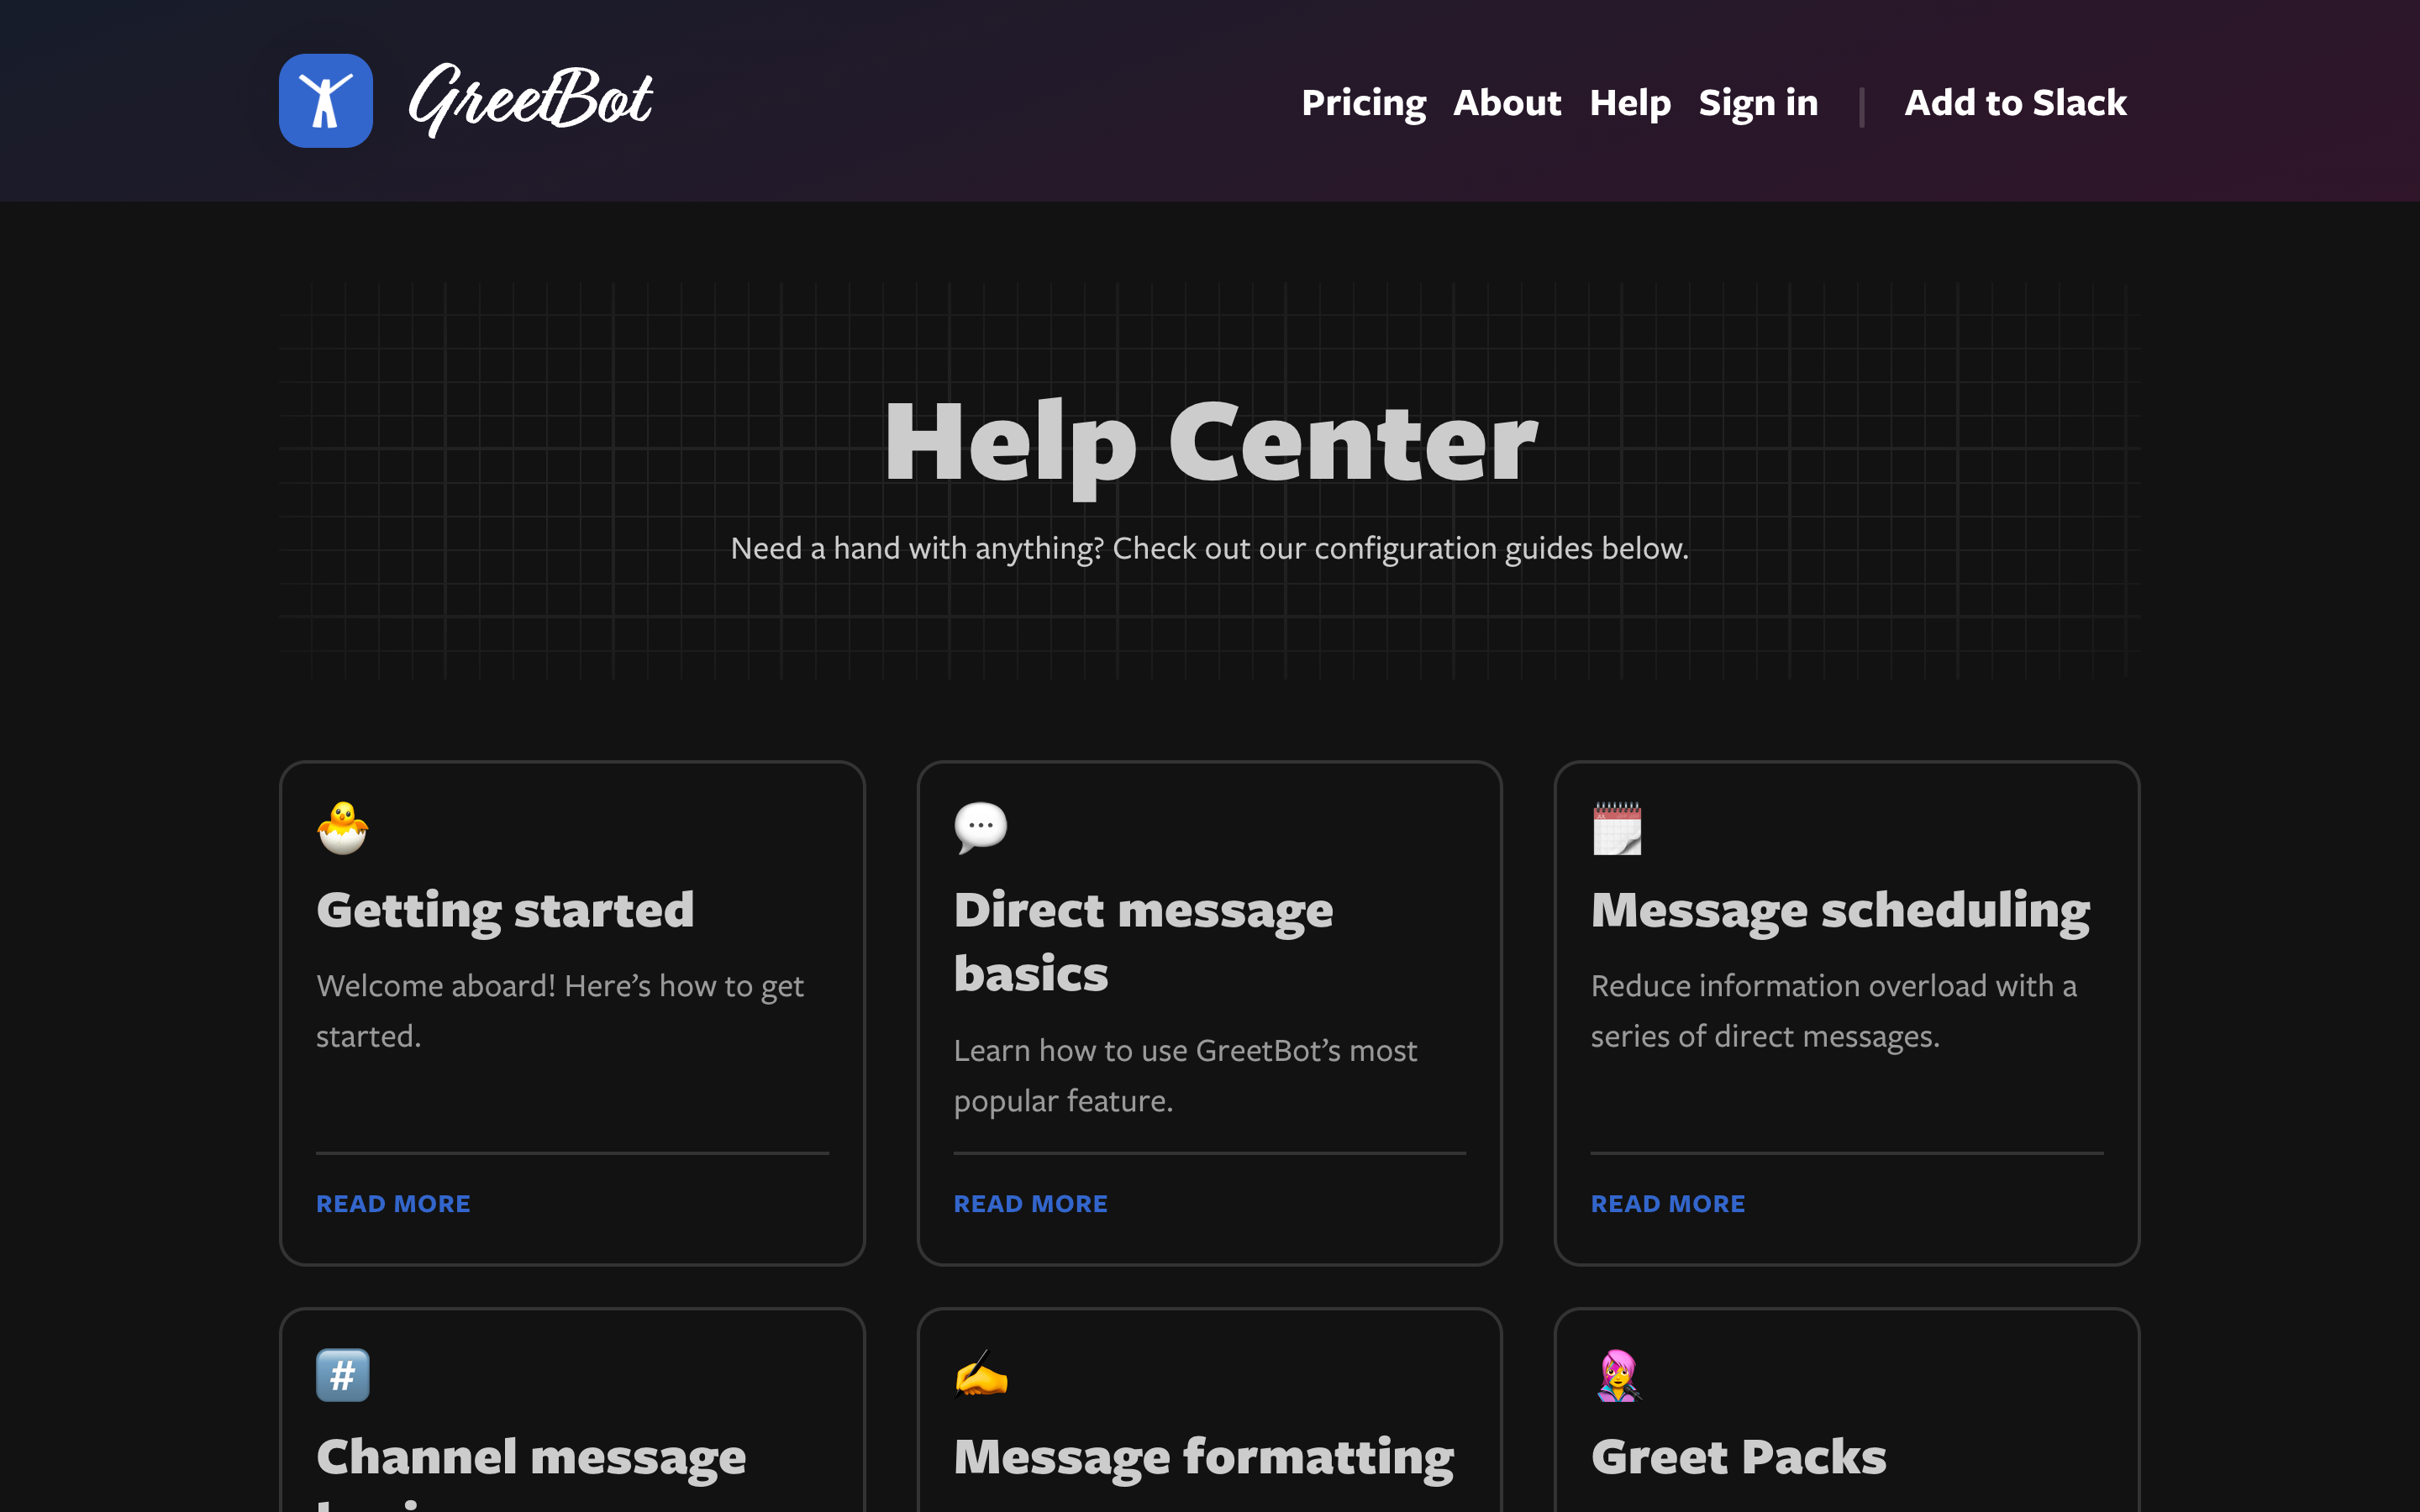 GreetBot
Pricing About Help Sign in Add to Slack
Help Center
Need a hand with anything? Check out our configuration guides below.
Getting started
Welcome aboard! Here’s how to get
started.
READ MORE
Direct message
basics
Learn how to use GreetBot’s most
popular feature.
READ MORE
JUL
Message scheduling
Reduce information overload with a
series of direct messages.
READ MORE
#
Channel message
Message formatting
Greet Packs